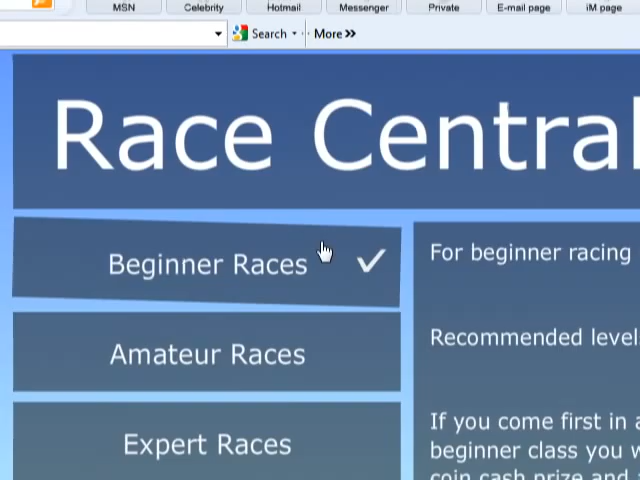 MSN Celebrity Hotmail Messenger Private E-mail page iM page
Search More
Race Central
Beginner Races
For beginner racing
Amateur Races
Recommended level
If you come first in a
Expert Races
beginner class you w
coin cash prize and